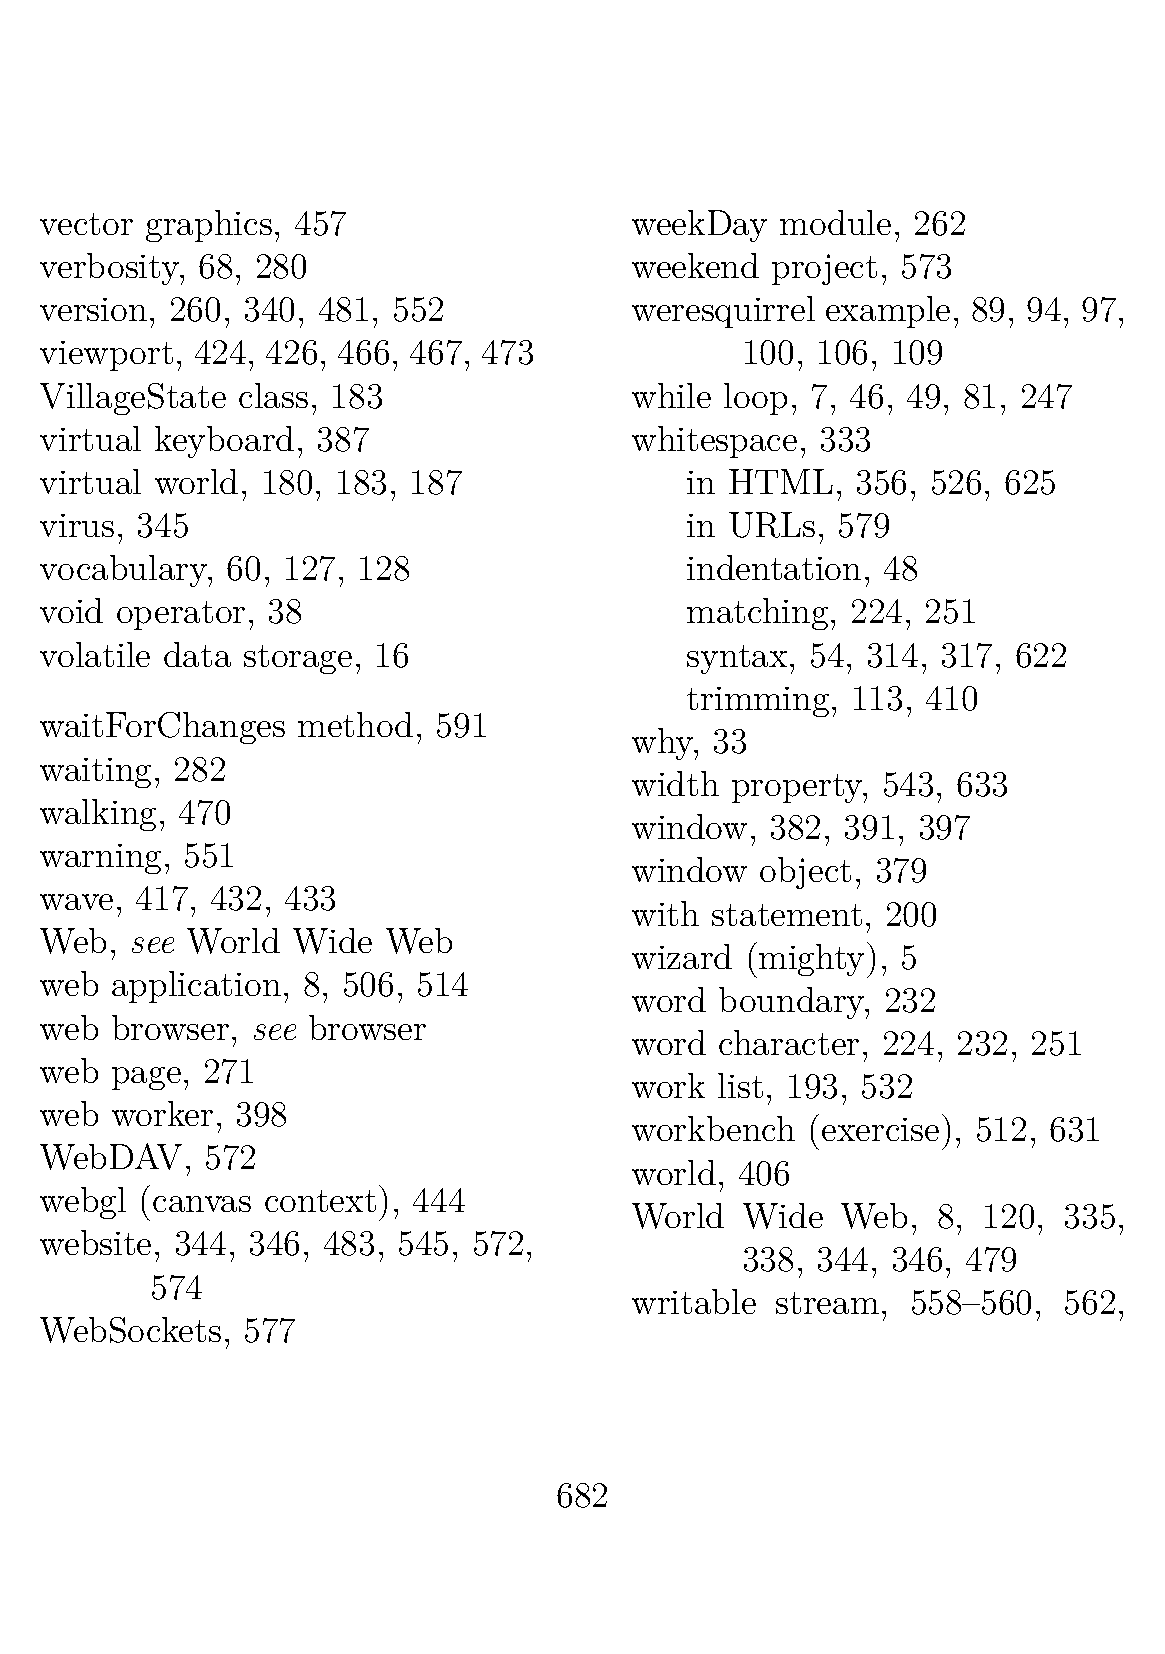 vector graphics, 457
verbosity, 68, 280
version, 260, 340, 481, 552
viewport, 424, 426, 466, 467, 473
VillageState class, 183
virtual keyboard, 387
virtual world, 180, 183, 187
virus, 345
vocabulary, 60, 127, 128
void operator, 38
volatile data storage, 16
waitForChanges method, 591
waiting, 282
walking, 470
warning, 551
wave, 417, 432, 433
Web, see World Wide Web
web application, 8, 506, 514
web browser, see browser
web page, 271
web worker, 398
WebDAV, 572
webgl (canvas context), 444
website, 344, 346, 483, 545, 572,
574
WebSockets, 577
weekDay module, 262
weekend project, 573
weresquirrel example, 89, 94, 97,
100, 106, 109
while loop, 7, 46, 49, 81, 247
whitespace, 333
in HTML, 356, 526, 625
in URLs, 579
indentation, 48
matching, 224, 251
syntax, 54, 314, 317, 622
trimming, 113, 410
why, 33
width property, 543, 633
window, 382, 391, 397
window object, 379
with statement, 200
wizard (mighty), 5
word boundary, 232
word character, 224, 232, 251
work list, 193, 532
workbench (exercise), 512, 631
world, 406
World Wide Web, 8, 120, 335,
338, 344, 346, 479
writable stream, 558–560, 562,
682